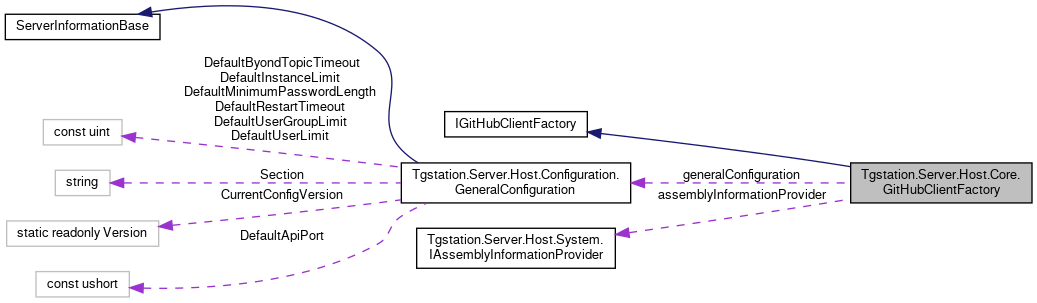 ServerInformationBase
DefaultByondTopicTimeout
DefaultInstanceLimit
DefaultMinimumPasswordLength
DefaultRestartTimeout
DefaultUserGroupLimit
DefaultUserLimit
const uint
IGitHubClientFactory
string
Section
Tgstation.Server.Host.Configuration.
GeneralConfiguration
generalConfiguration
Tgstation.Server.Host.Core.
GitHubClientFactory
CurrentConfigVersion
assemblyInformationProvider
static readonly Version
DefaultApiPort
Tgstation.Server.Host.System.
IAssemblyInformationProvider
const ushort